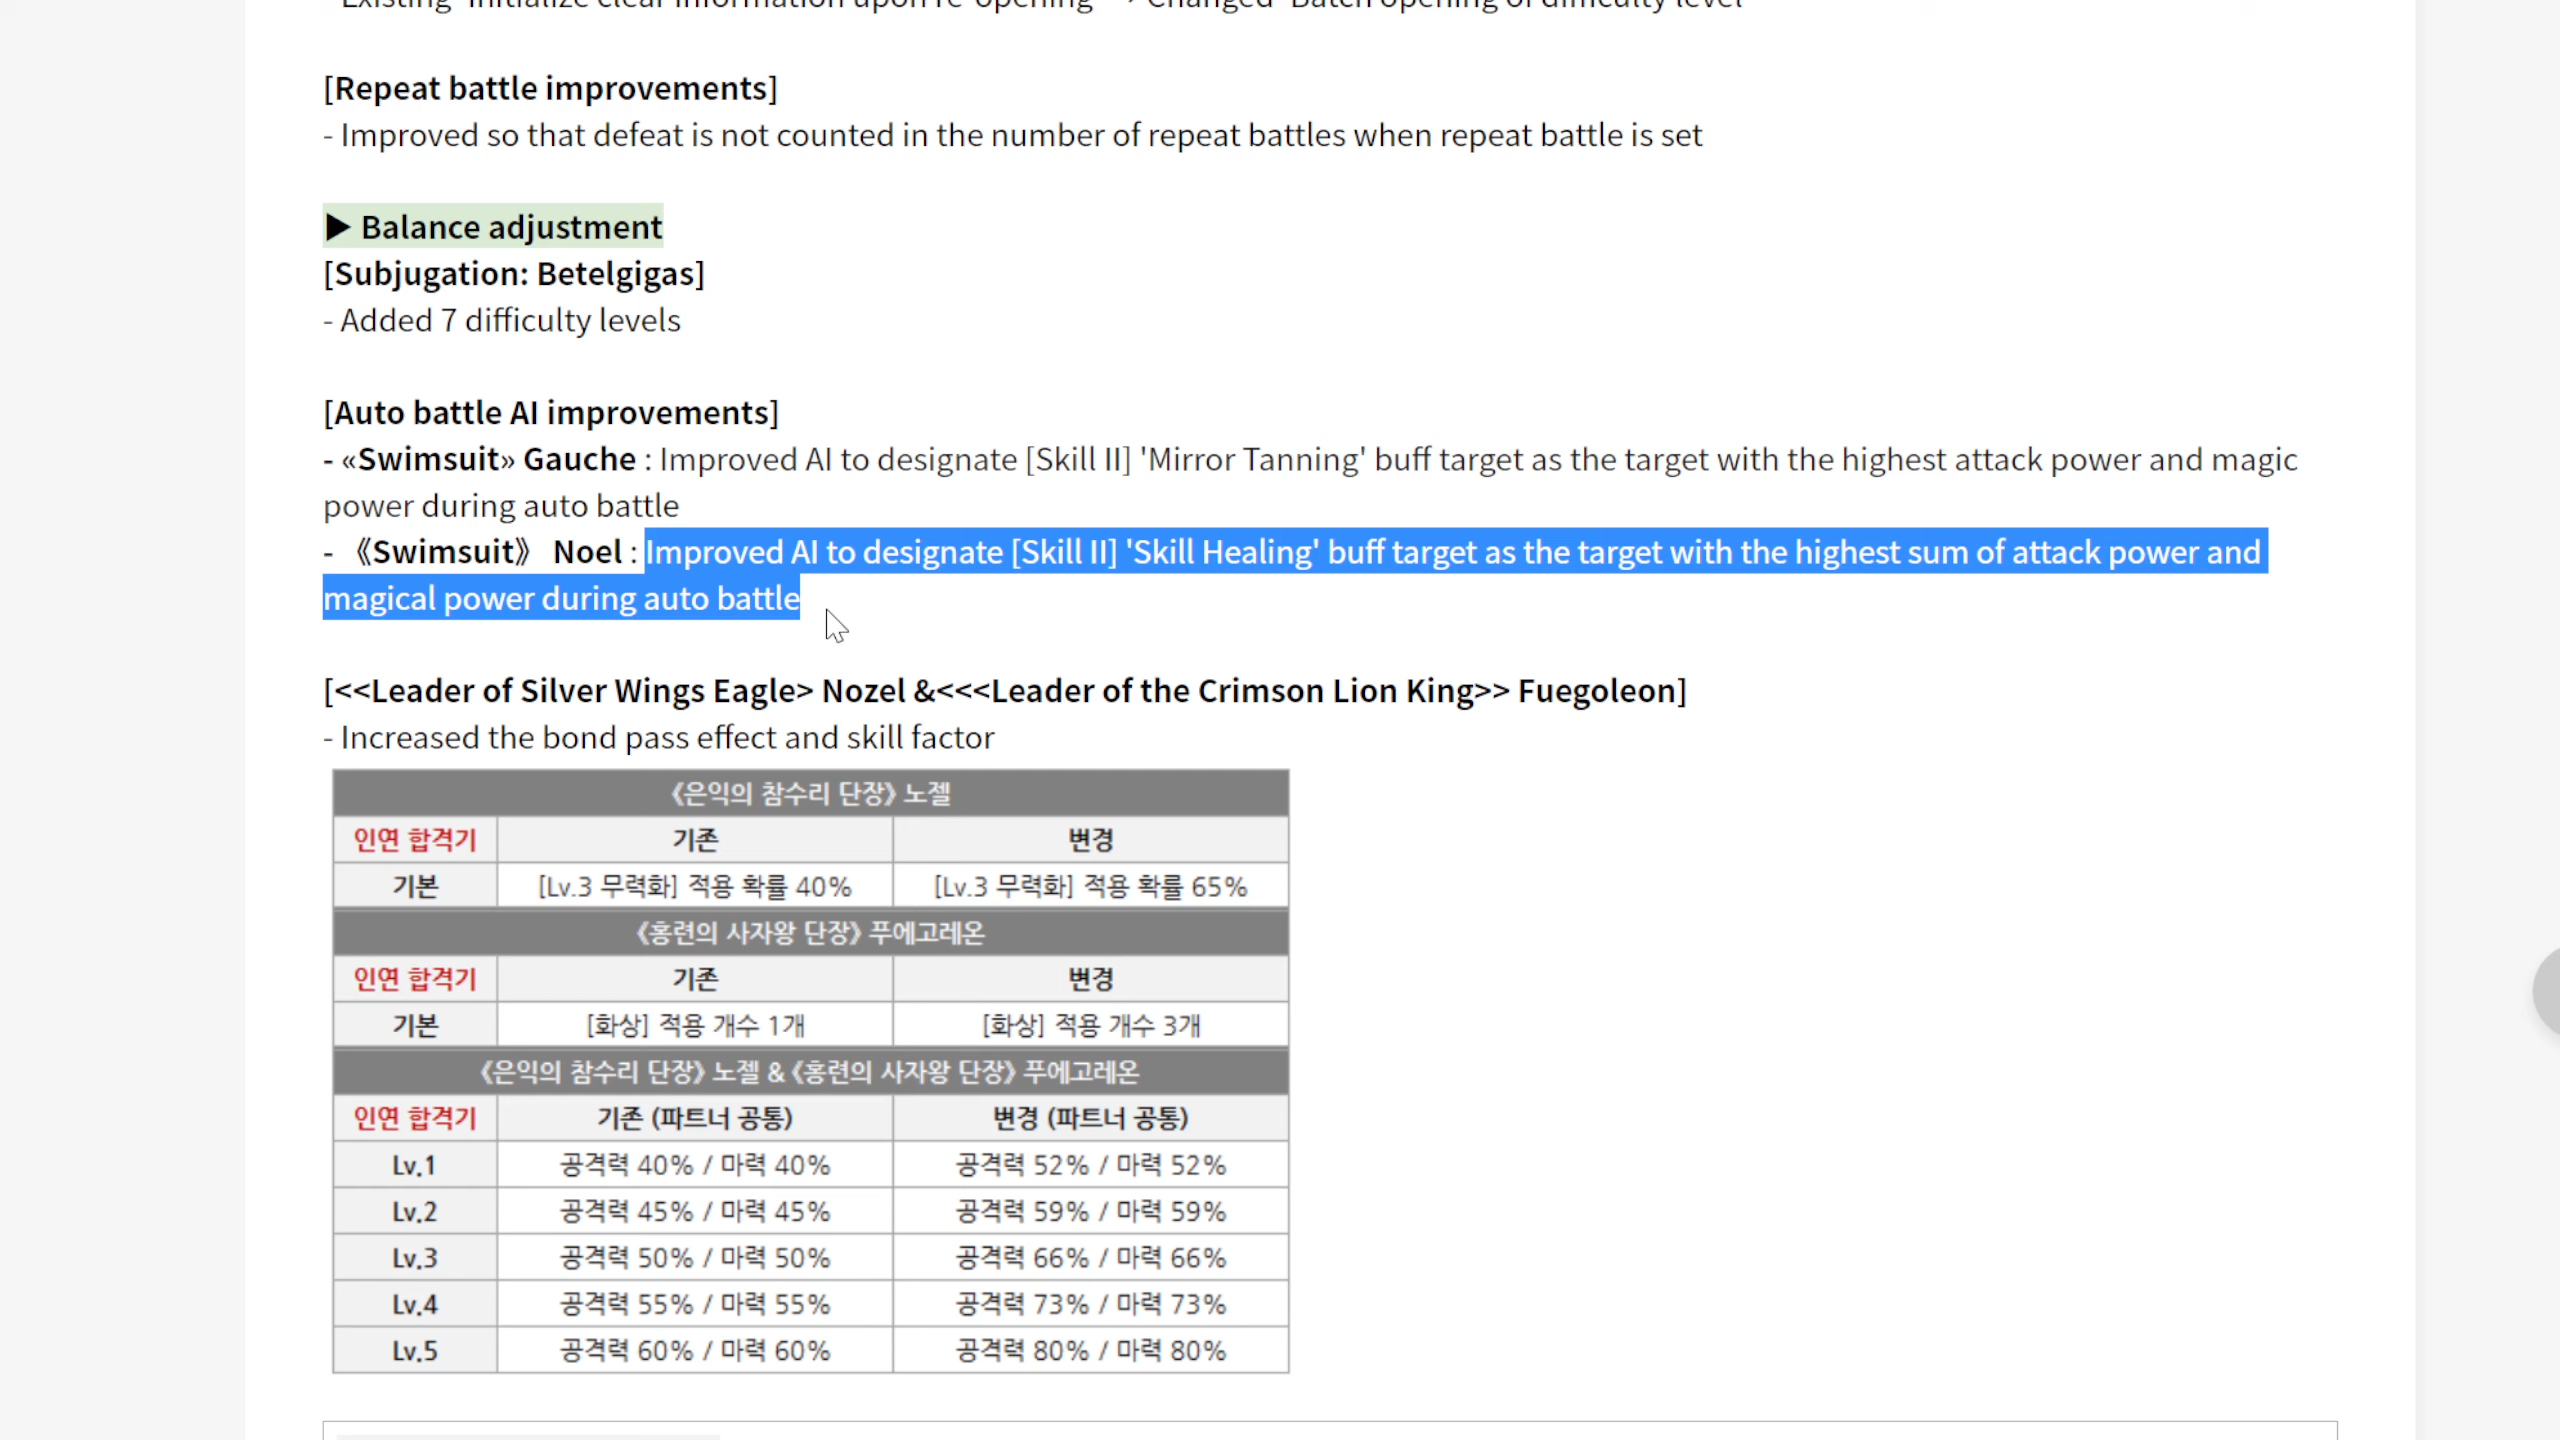 - Existing 'Initialize clear information upon re-opening' → Changed 'Batch opening of difficulty level'
[Repeat battle improvements]
- Improved so that defeat is not counted in the number of repeat battles when repeat battle is set
▶ Balance adjustment
[Subjugation: Betelgigas]
- Added 7 difficulty levels
[Auto battle AI improvements]
- «Swimsuit» Gauche : Improved AI to designate [Skill II] 'Mirror Tanning' buff target as the target with the highest attack power and magic
power during auto battle
- 《Swimsuit》 Noel : Improved AI to designate [Skill II] 'Skill Healing' buff target as the target with the highest sum of attack power and
magical power during auto battle
[<<Leader of Silver Wings Eagle> Nozel &<<<Leader of the Crimson Lion King>> Fuegoleon]
- Increased the bond pass effect and skill factor
《은익의 참수리 단장》 노젤
인연 합격기 기존 변경
기본 [Lv.3 무력화] 적용 확률 40% [Lv.3 무력화] 적용 확률 65%
《홍련의 사자왕 단장》 푸에고레온
인연 합격기 기존 변경
기본 [화상] 적용 개수 1개 [화상] 적용 개수 3개
《은익의 참수리 단장》 노젤 & 《홍련의 사자왕 단장》 푸에고레온
인연 합격기 기존 (파트너 공통) 변경 (파트너 공통)
Lv.1 공격력 40% / 마력 40% 공격력 52% / 마력 52%
Lv.2 공격력 45% / 마력 45% 공격력 59% / 마력 59%
Lv.3 공격력 50% / 마력 50% 공격력 66% / 마력 66%
Lv.4 공격력 55% / 마력 55% 공격력 73% / 마력 73%
Lv.5 공격력 60% / 마력 60% 공격력 80% / 마력 80%